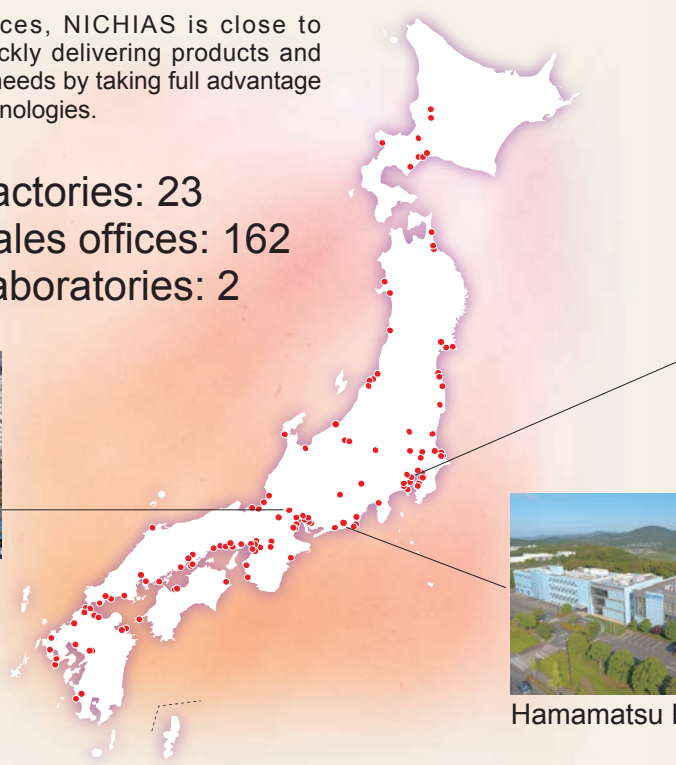 ces, NICHIAS is close to
ckly delivering products and
needs by taking full advantage
nologies.
actories: 23
ales offices: 162
aboratories: 2
Hamamatsu